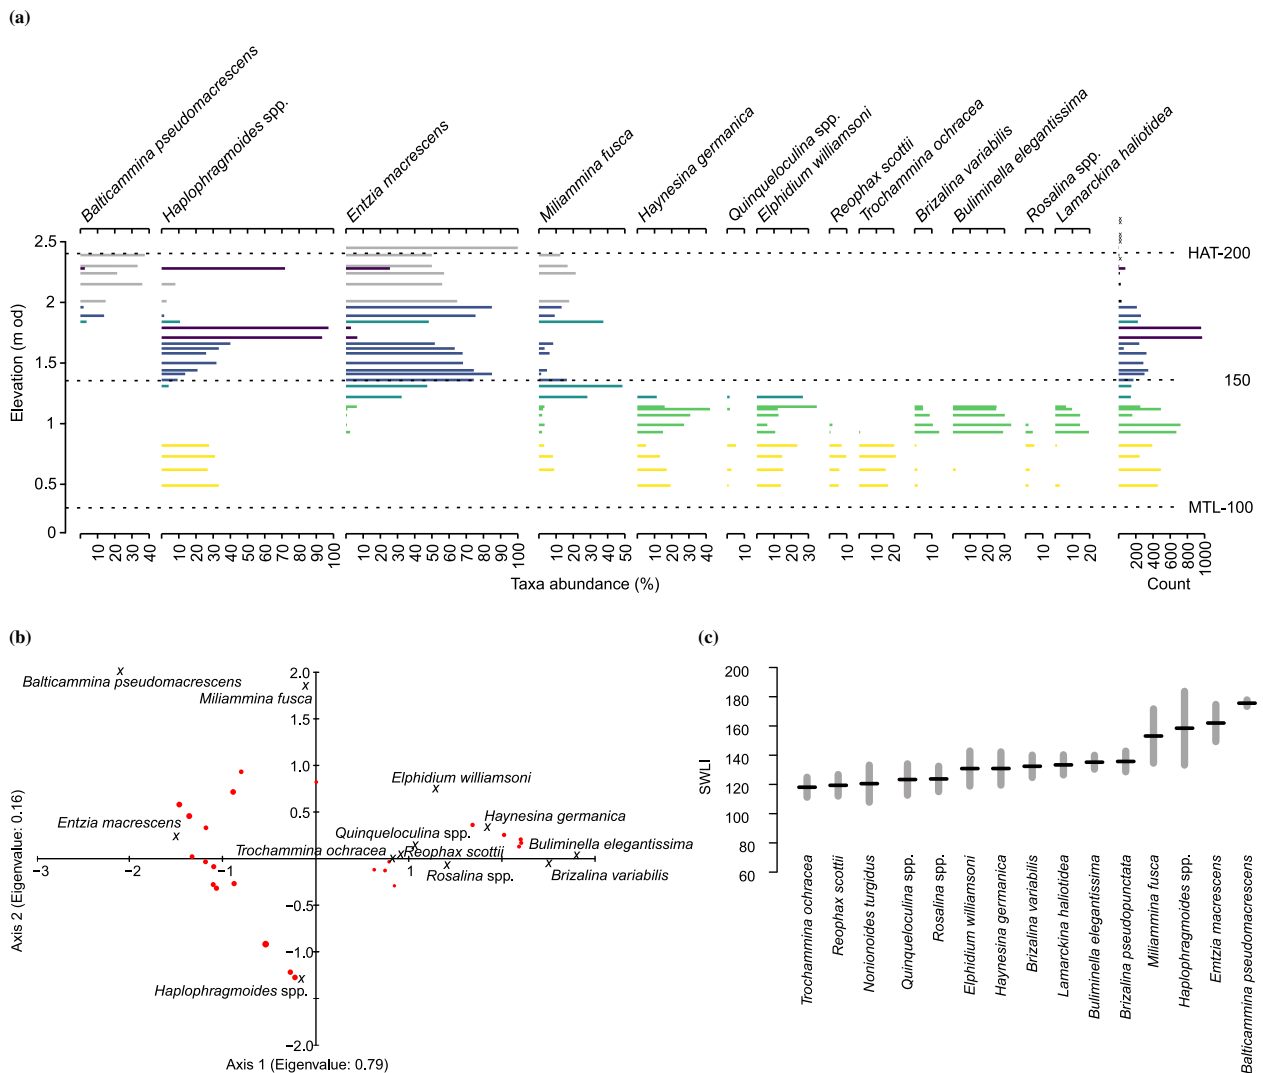 (a)
Balticammina pseudomacrescens
Haplophragmoides spp.
Entzia macrescens
Miliammina fusca
Haynesina germanica
Quinqueloculina spp.
Elphidium williamsoni
Reophax scottii
Trochammina ochracea
Brizalina variabilis
Buliminella elegantissima
Rosalina spp.
Lamarckina haliotidea
Elevation (m OD)
2.5
2
1.5
1
0.5
0
HAT-200
150
MTL-100
10 20 30 40
10 20 30 40 50 60 70 80 90 100
10 20 30 40 50 60 70 80 90 100
10 20 30 40 50
10 20 30 40
10
10 20 30
10
10 20
10
10 20 30
10
10 20
200 400 600 800 1000
Taxa abundance (%)
Count
(b)
Balticammina pseudomacrescens
Miliammina fusca
Elphidium williamsoni
Haynesina germanica
Entzia macrescens
Quinqueloculina spp.
Buliminella elegantissima
Trochammina ochracea
Reophax scottii
Rosalina spp.
Brizalina variabilis
Haplophragmoides spp.
2.0
1.5
1.0
0.5
−0.5
−1.0
−1.5
−2.0
−3
−2
−1
1
Axis 2 (Eigenvalue: 0.16)
Axis 1 (Eigenvalue: 0.79)
(c)
SWLI
200
180
160
140
120
100
80
60
Trochammina ochracea
Reophax scottii
Nonionoides turgidus
Quinqueloculina spp.
Rosalina spp.
Elphidium williamsoni
Haynesina germanica
Brizalina variabilis
Lamarckina haliotidea
Buliminella elegantissima
Brizalina pseudopunctata
Miliammina fusca
Haplophragmoides spp.
Emtzia macrescens
Balticammina pseudomacrescens